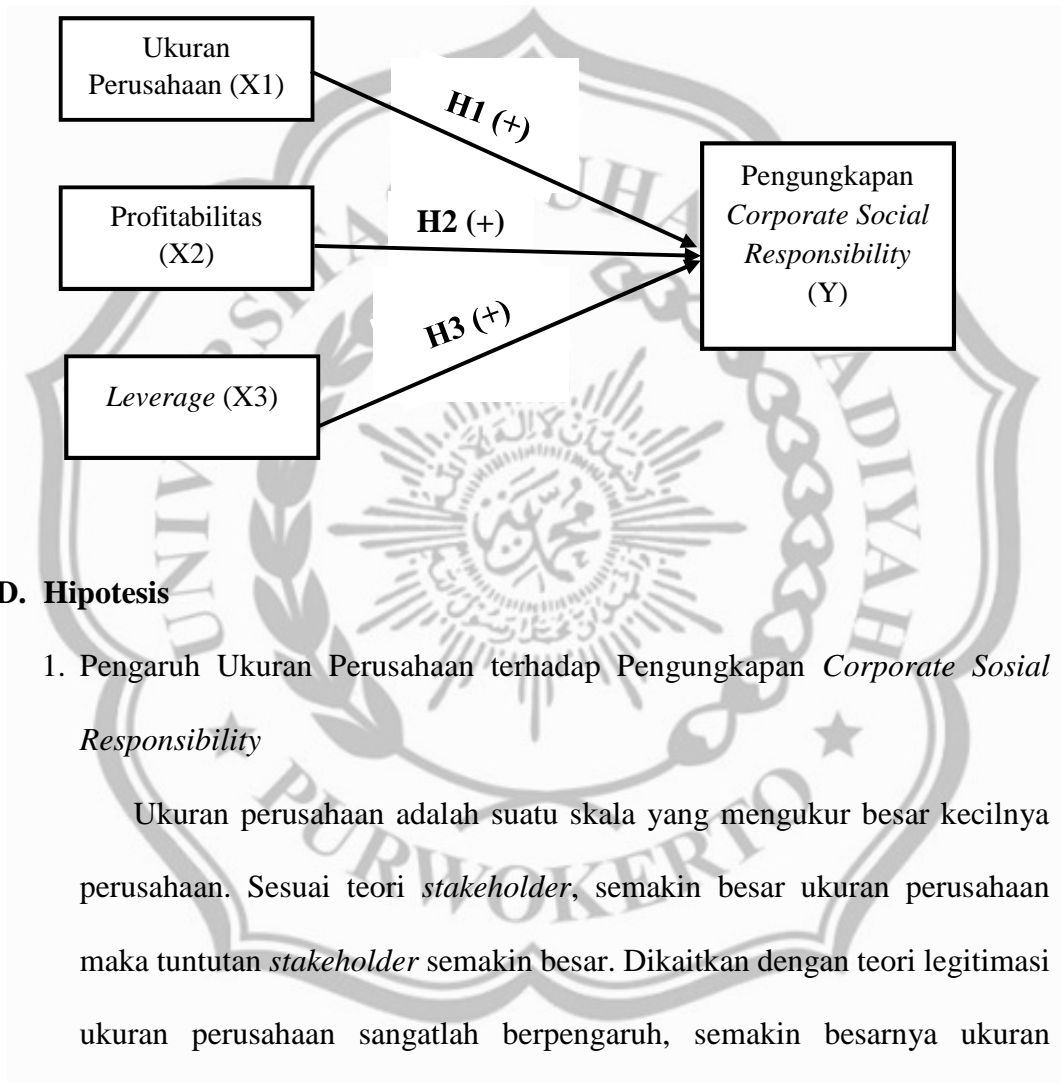 Ukuran
Perusahaan (X1)
H1 (+)
Pengungkapan
Corporate Social
Responsibility
(Y)
Profitabilitas
(X2)
H2 (+)
H3 (+)
Leverage (X3)
D. Hipotesis
1. Pengaruh Ukuran Perusahaan terhadap Pengungkapan Corporate Sosial
Responsibility
Ukuran perusahaan adalah suatu skala yang mengukur besar kecilnya
perusahaan. Sesuai teori stakeholder, semakin besar ukuran perusahaan
maka tuntutan stakeholder semakin besar. Dikaitkan dengan teori legitimasi
ukuran perusahaan sangatlah berpengaruh, semakin besarnya ukuran
PURWOKERTO